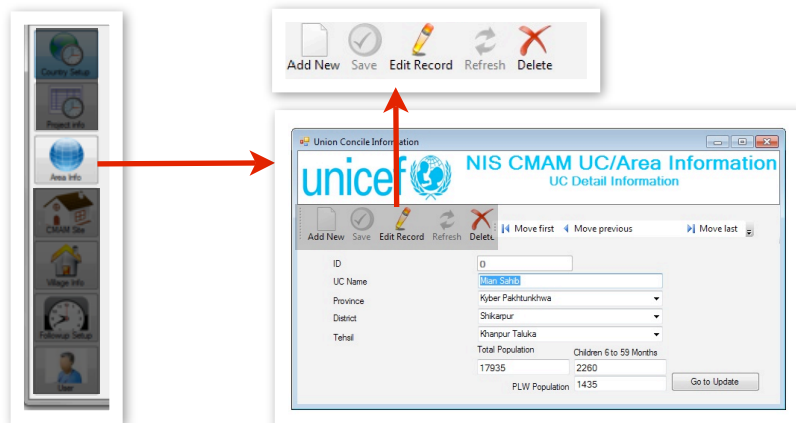 Country Setup
Project info
Area Info
CMAM Site
Village Info
Followup Setup
User
Add New Save Edit Record Refresh Delete
Union Concile Information
unicef
NIS CMAM UC/Area Information
UC Detail Information
Add New Save Edit Record Refresh Delete Move first Move previous Move last
ID 0
UC Name Mian Sahib
Province Kyber Pakhtunkhwa
District Shikarpur
Tehsil Khanpur Taluka
Total Population Children 6 to 59 Months
17935 2260
PLW Population 1435 Go to Update